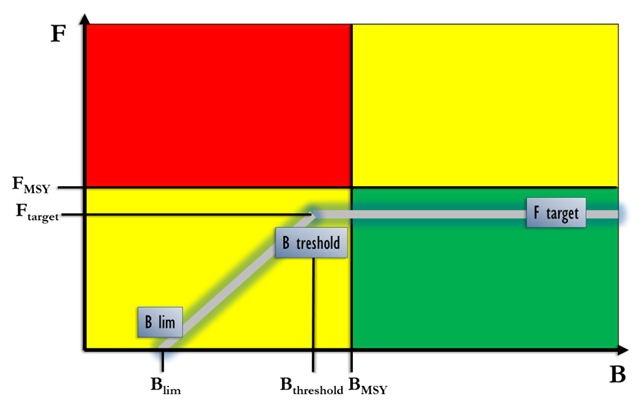 F
F_MSY
F_target
F target
B treshold
B lim
B_lim
B_threshold
B_MSY
B